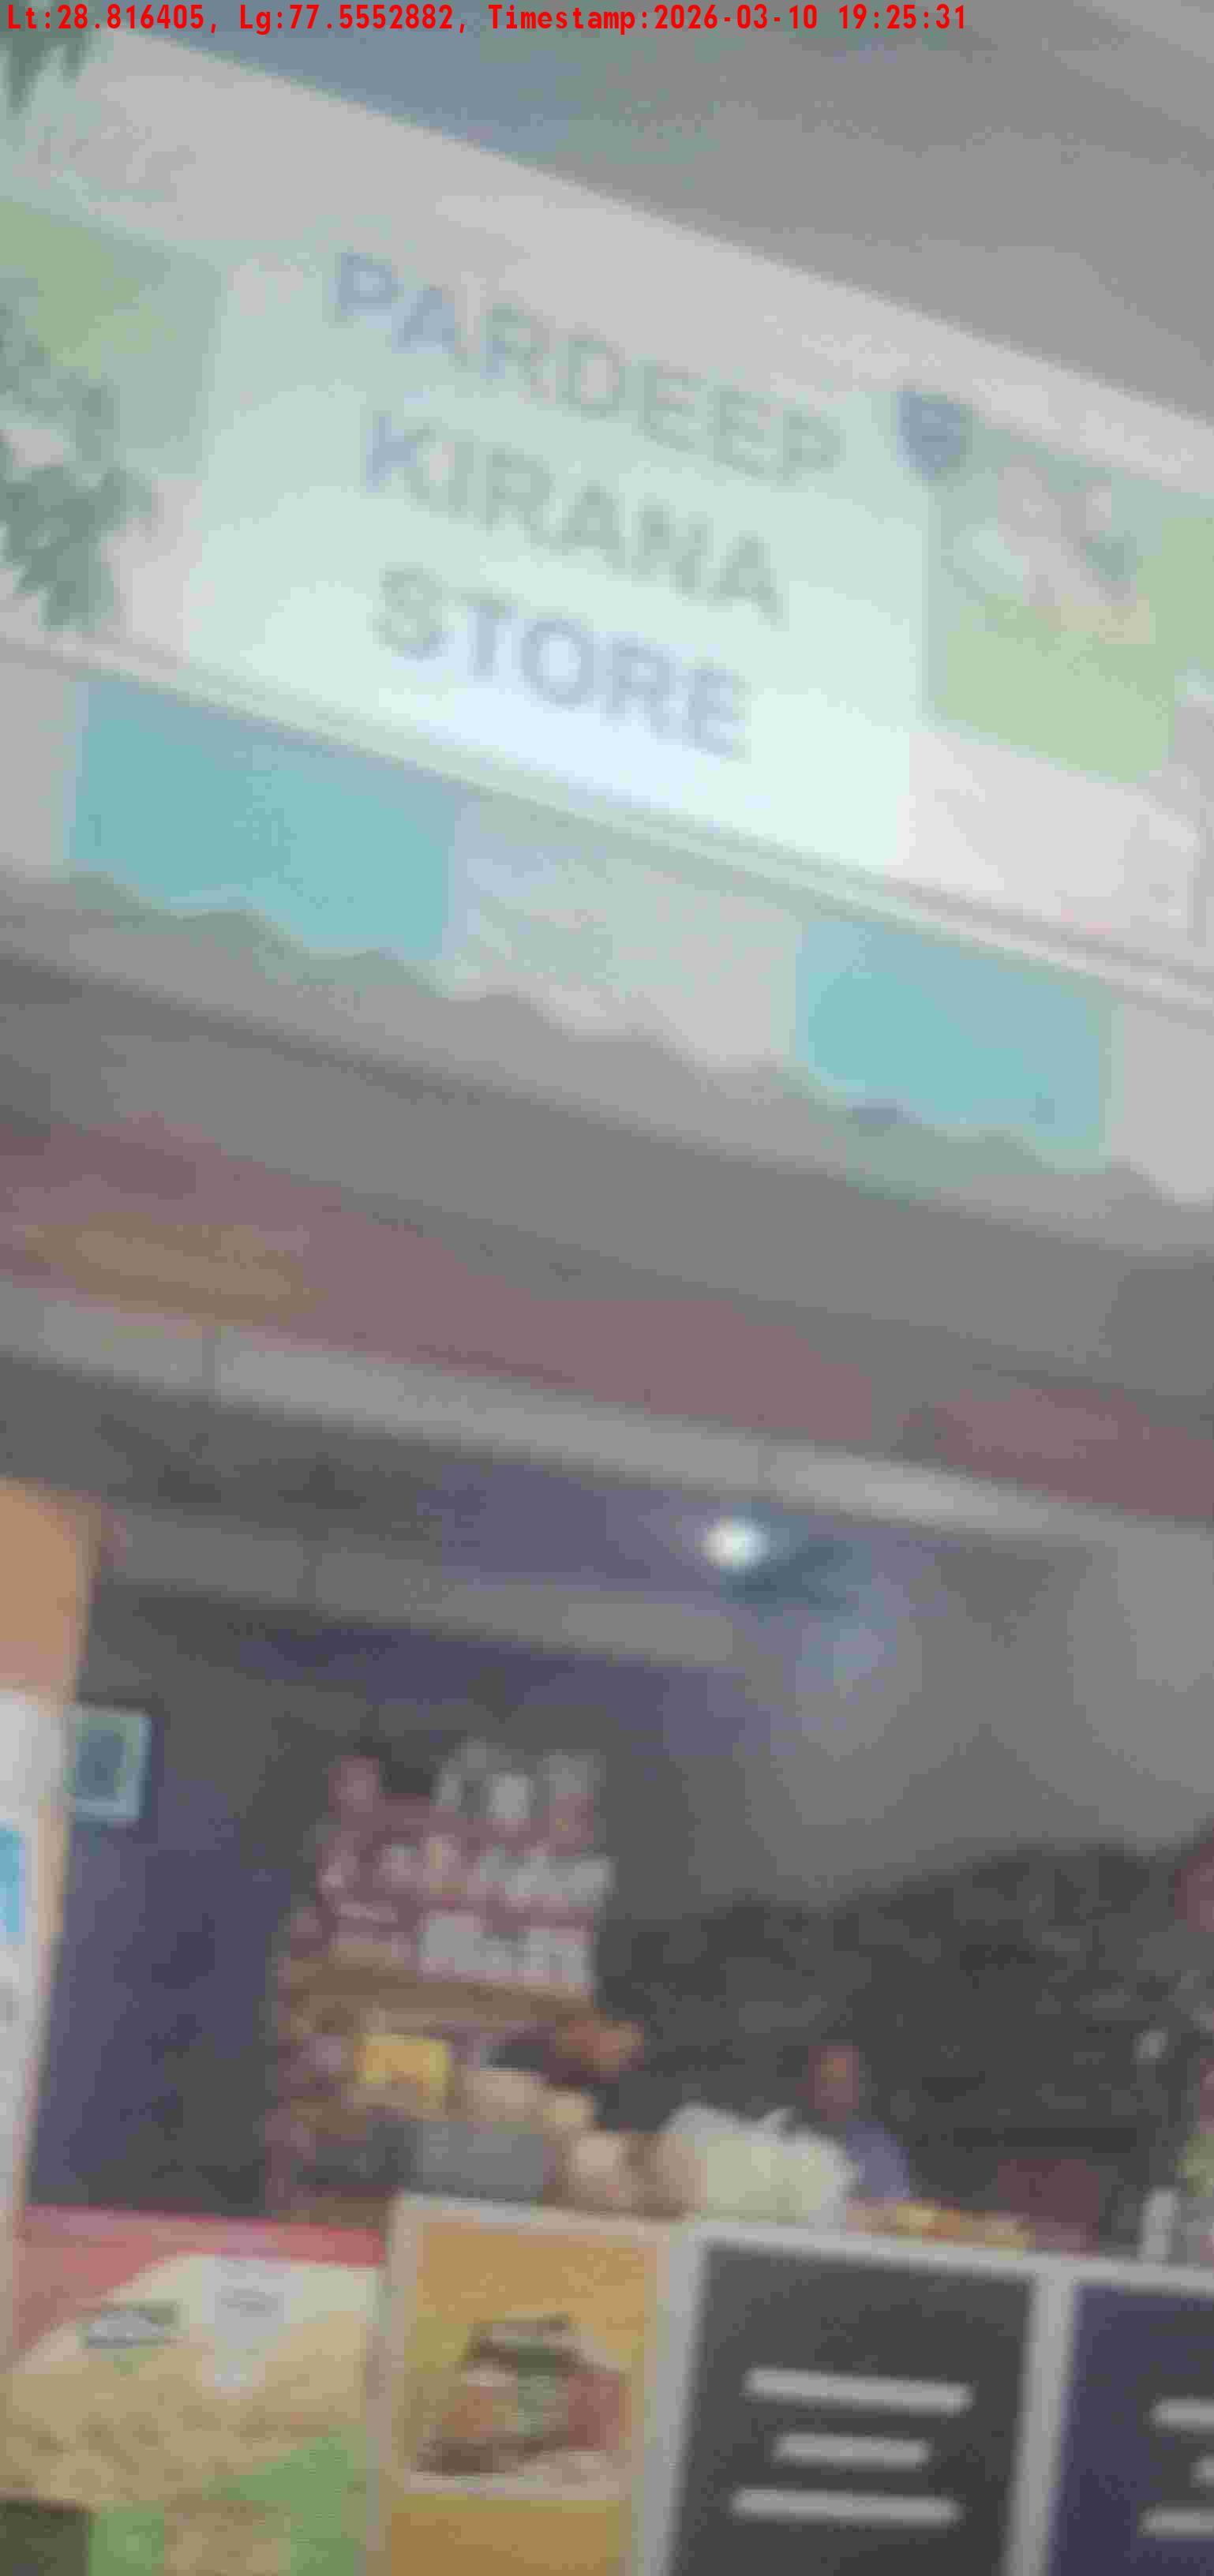 Lt:28.816405, Lg:77.5552882, Timestamp:2026-03-10 19:25:31
PARDEEP
KIRANA
STORE